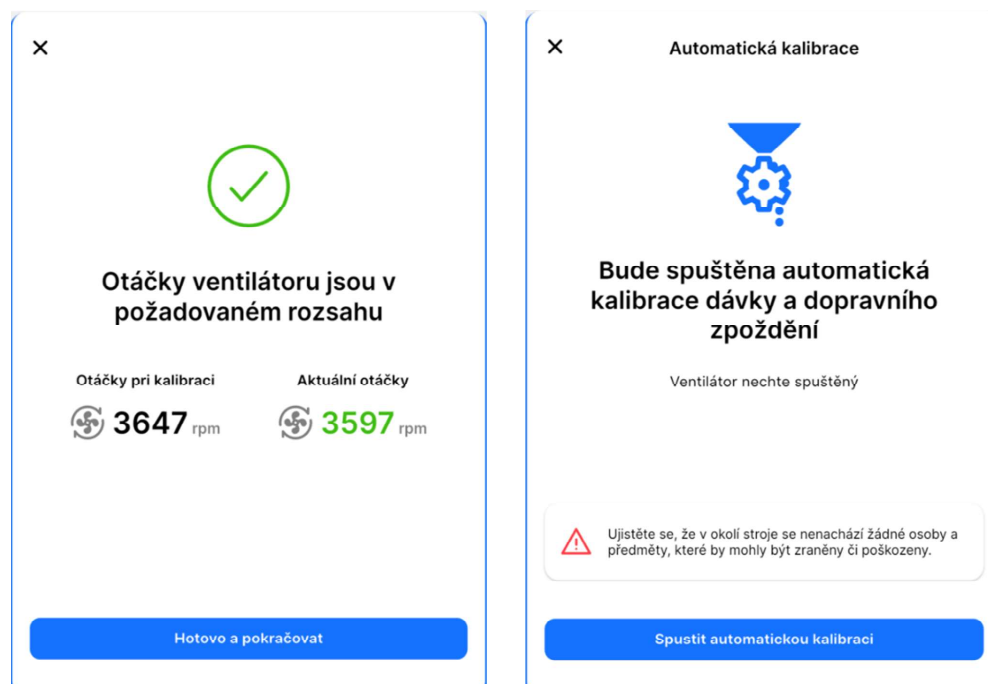 Otáčky ventilátoru jsou v
požadovaném rozsahu
Otáčky pri kalibraci
Aktuální otáčky
3647 rpm
3597 rpm
Hotovo a pokračovat
Automatická kalibrace
Bude spuštěna automatická
kalibrace dávky a dopravního
zpoždění
Ventilátor nechte spuštěný
Ujistěte se, že v okolí stroje se nenachází žádné osoby a
předměty, které by mohly být zraněny či poškozeny.
Spustit automatickou kalibraci